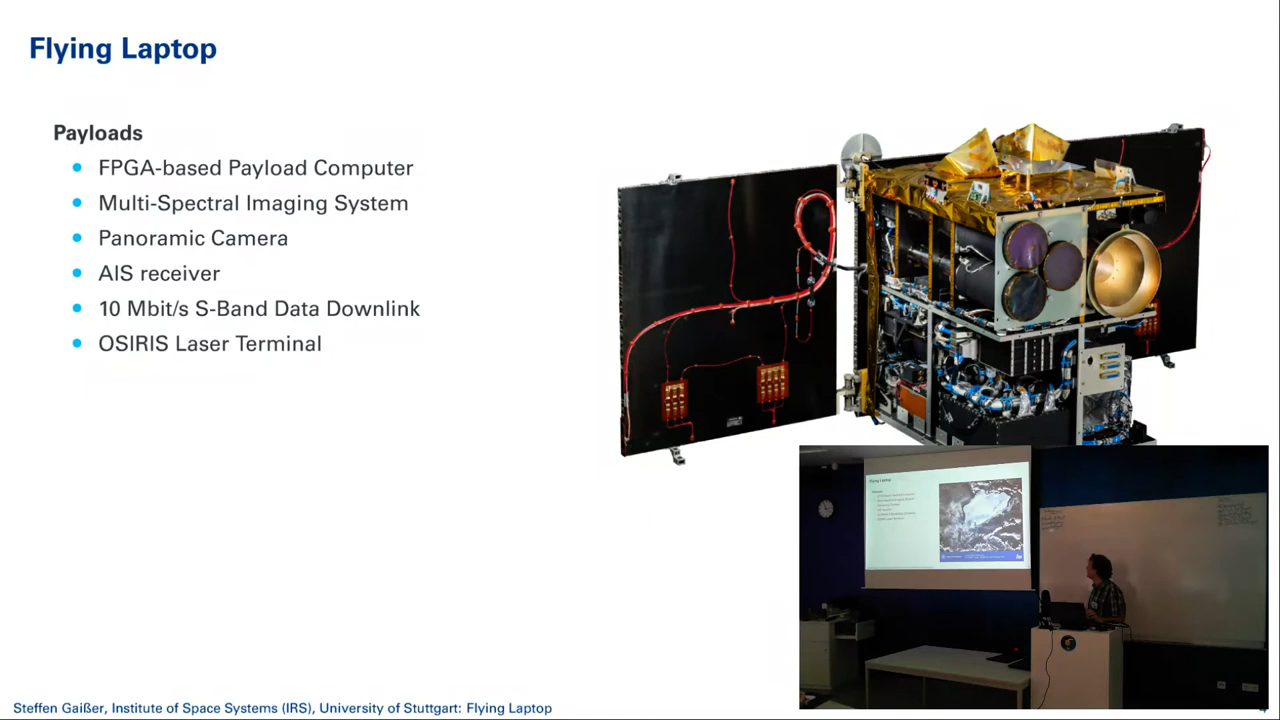 Flying Laptop
Payloads
FPGA-based Payload Computer
Multi-Spectral Imaging System
Panoramic Camera
AIS receiver
10 Mbit/s S-Band Data Downlink
OSIRIS Laser Terminal
Steffen Gaißer, Institute of Space Systems (IRS), University of Stuttgart: Flying Laptop